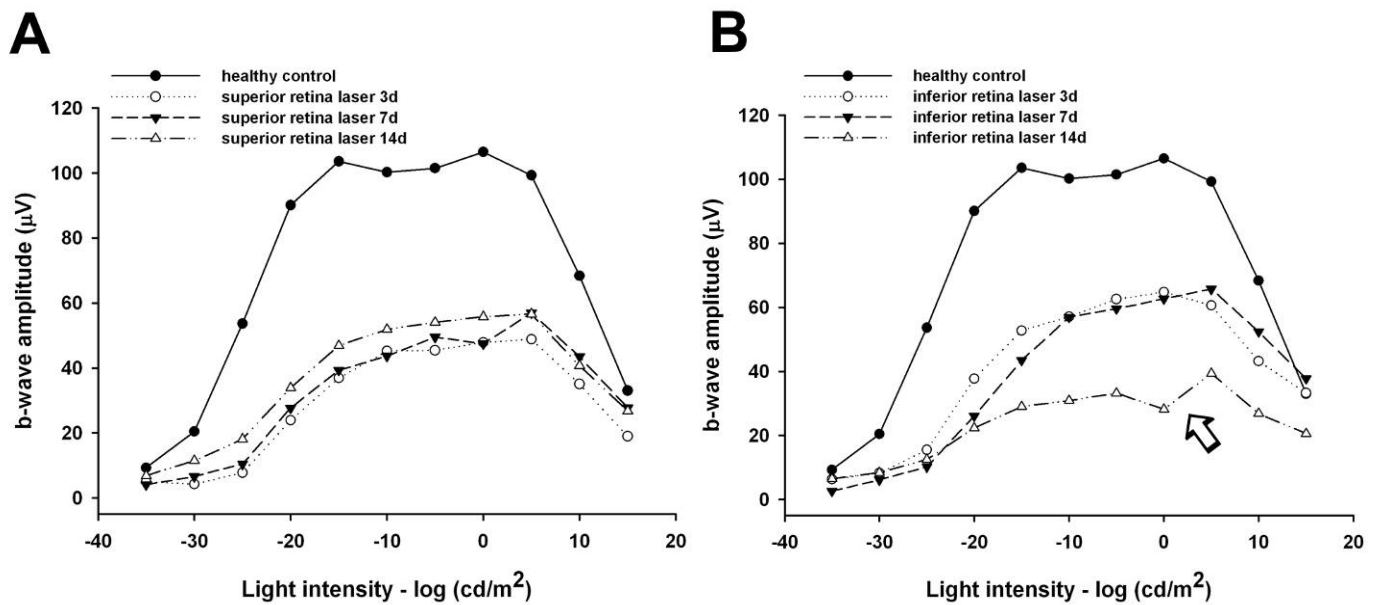 A
healthy control
superior retina laser 3d
superior retina laser 7d
superior retina laser 14d
b-wave amplitude (µV)
120
100
80
60
40
20
0
-40 -30 -20 -10 0 10 20
Light intensity - log (cd/m²)
B
healthy control
inferior retina laser 3d
inferior retina laser 7d
inferior retina laser 14d
b-wave amplitude (µV)
120
100
80
60
40
20
0
-40 -30 -20 -10 0 10 20
Light intensity - log (cd/m²)